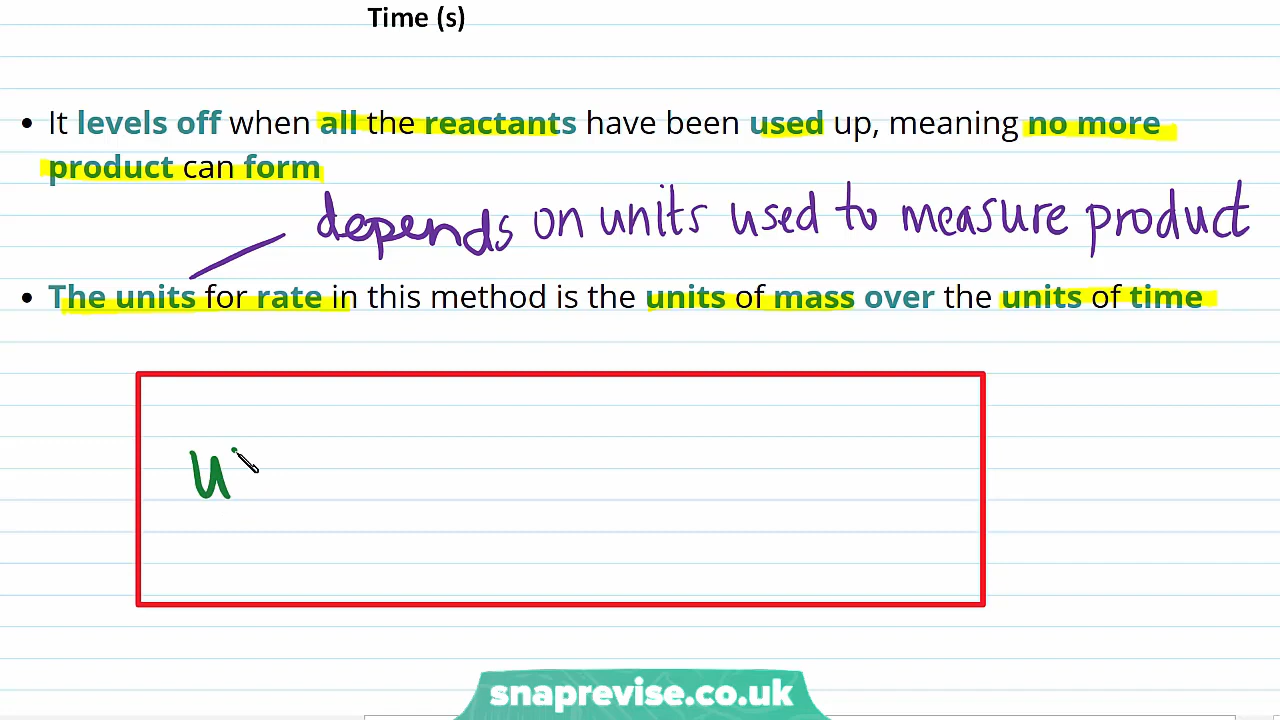 Time (s)
• It levels off when all the reactants have been used up, meaning no more
product can form
depends on units used to measure product
• The units for rate in this method is the units of mass over the units of time
u
snaprevise.co.uk